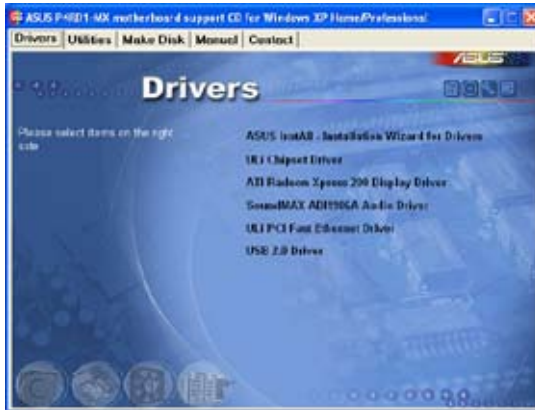 ASUS P4RD1-MX motherboard support CD for Windows XP Home/Professional
Drivers Utilities Make Disk Manual Contact
ASUS
Drivers
Please select items on the right
side
ASUS InstAll - Installation Wizard for Drivers
ULi Chipset Driver
ATI Radeon Xpress 200 Display Driver
SoundMAX ADI1986A Audio Driver
ULi PCI Fast Ethernet Driver
USB 2.0 Driver